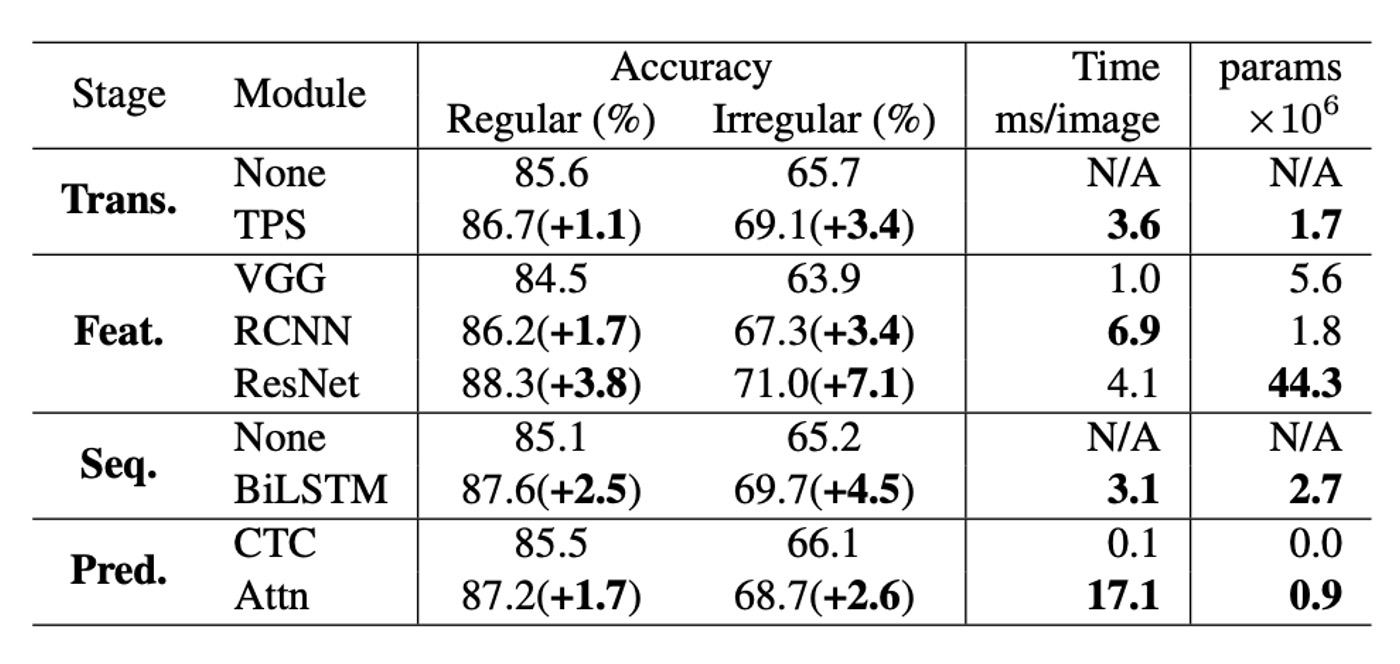 Stage Module Accuracy Time params
Regular (%) Irregular (%) ms/image ×10⁶
Trans. None 85.6 65.7 N/A N/A
TPS 86.7(+1.1) 69.1(+3.4) 3.6 1.7
Feat. VGG 84.5 63.9 1.0 5.6
RCNN 86.2(+1.7) 67.3(+3.4) 6.9 1.8
ResNet 88.3(+3.8) 71.0(+7.1) 4.1 44.3
Seq. None 85.1 65.2 N/A N/A
BiLSTM 87.6(+2.5) 69.7(+4.5) 3.1 2.7
Pred. CTC 85.5 66.1 0.1 0.0
Attn 87.2(+1.7) 68.7(+2.6) 17.1 0.9